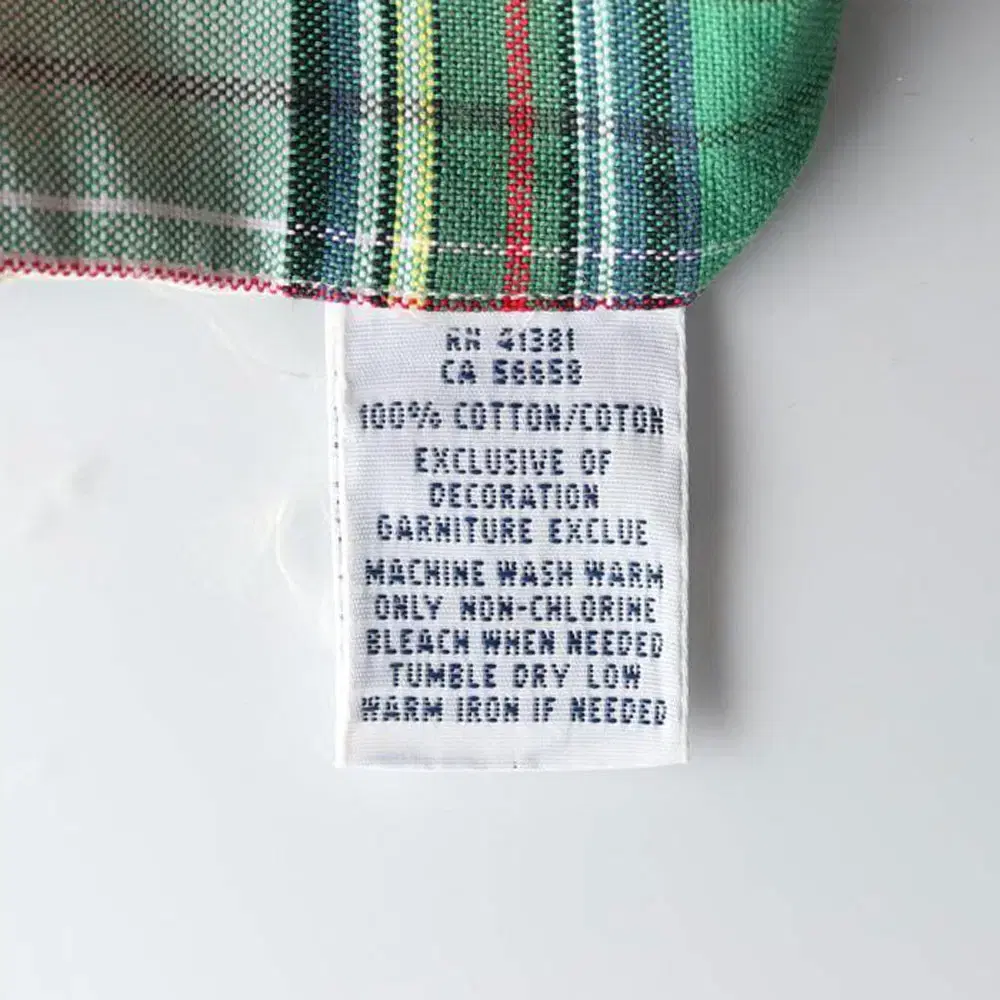 RN 41381
CA 56658
100% COTTON/COTON
EXCLUSIVE OF
DECORATION
GARNITURE EXCLUE
MACHINE WASH WARM
ONLY NON-CHLORINE
BLEACH WHEN NEEDED
TUMBLE DRY LOW
WARM IRON IF NEEDED